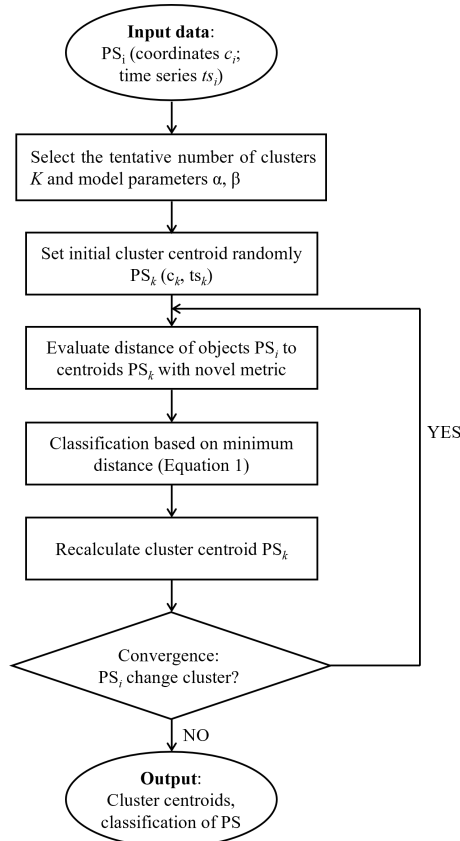 Input data:
PSi (coordinates ci;
time series tsi)
Select the tentative number of clusters
K and model parameters α, β
Set initial cluster centroid randomly
PSk (ck, tsk)
Evaluate distance of objects PSi to
centroids PSk with novel metric
Classification based on minimum
distance (Equation 1)
Recalculate cluster centroid PSk
Convergence:
PSi change cluster?
YES
NO
Output:
Cluster centroids,
classification of PS